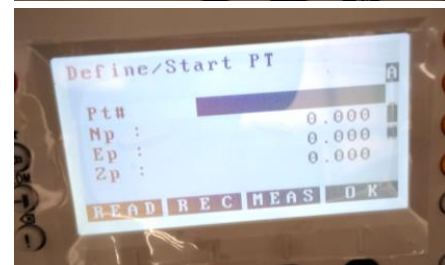 Define/Start PT
A
Pt#
Np : 0.000
Ep : 0.000
Zp : 0.000
READ REC MEAS OK